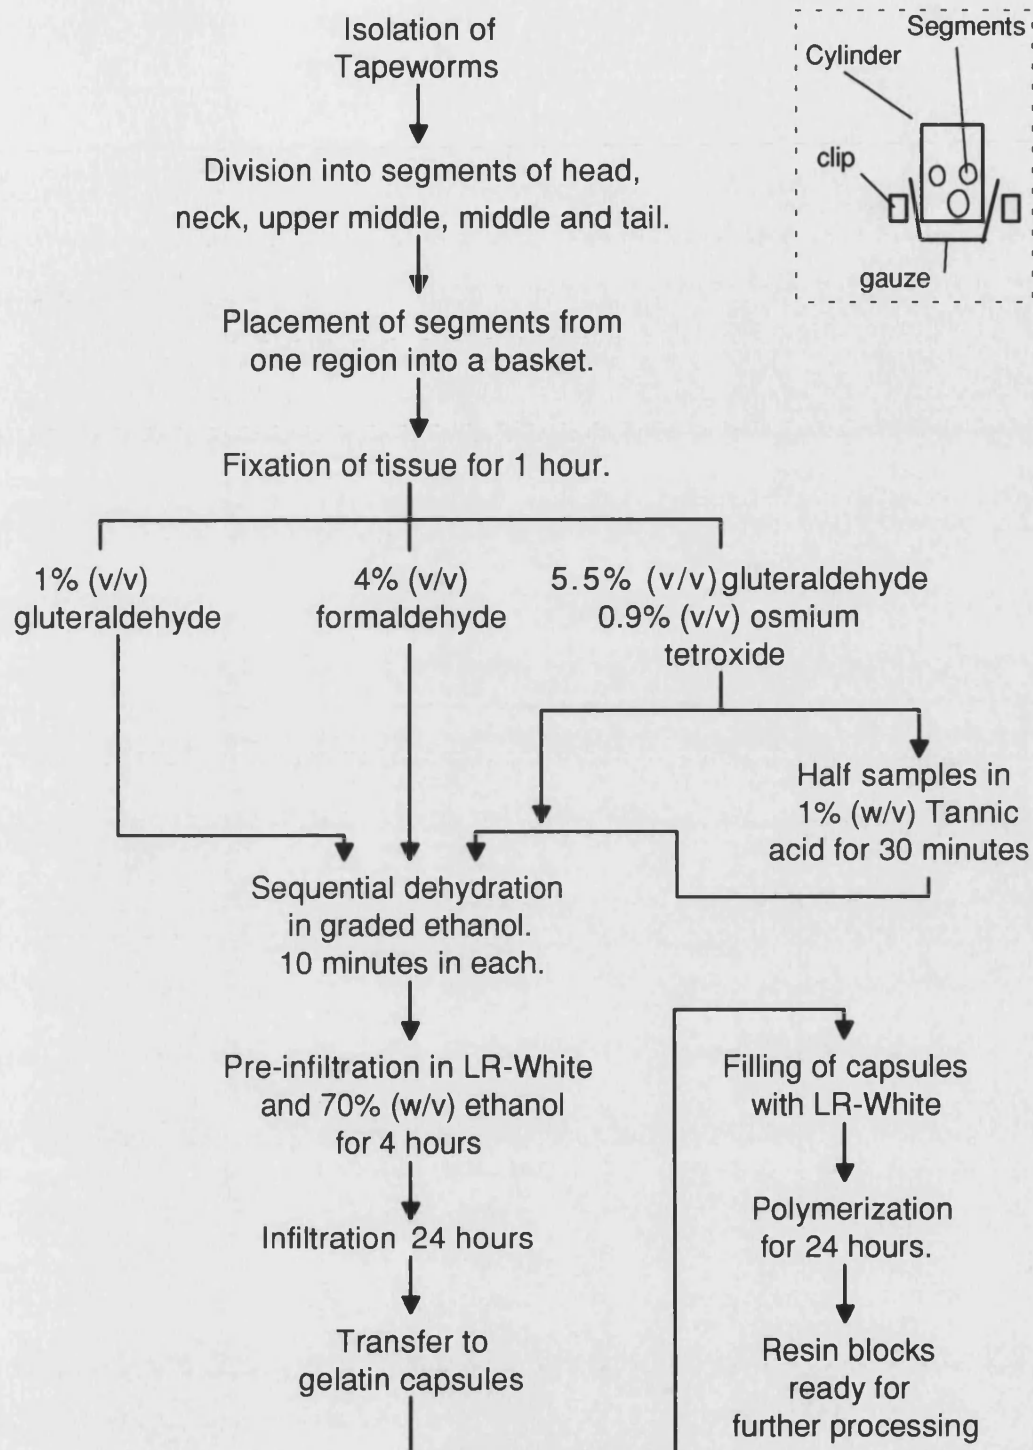 Isolation of
Tapeworms
Segments
Cylinder
clip
gauze
Division into segments of head,
neck, upper middle, middle and tail.
Placement of segments from
one region into a basket.
Fixation of tissue for 1 hour.
1% (v/v)
gluteraldehyde
4% (v/v)
formaldehyde
5.5% (v/v) gluteraldehyde
0.9% (v/v) osmium
tetroxide
Half samples in
1% (w/v) Tannic
acid for 30 minutes
Sequential dehydration
in graded ethanol.
10 minutes in each.
Pre-infiltration in LR-White
and 70% (w/v) ethanol
for 4 hours
Infiltration 24 hours
Transfer to
gelatin capsules
Filling of capsules
with LR-White
Polymerization
for 24 hours.
Resin blocks
ready for
further processing